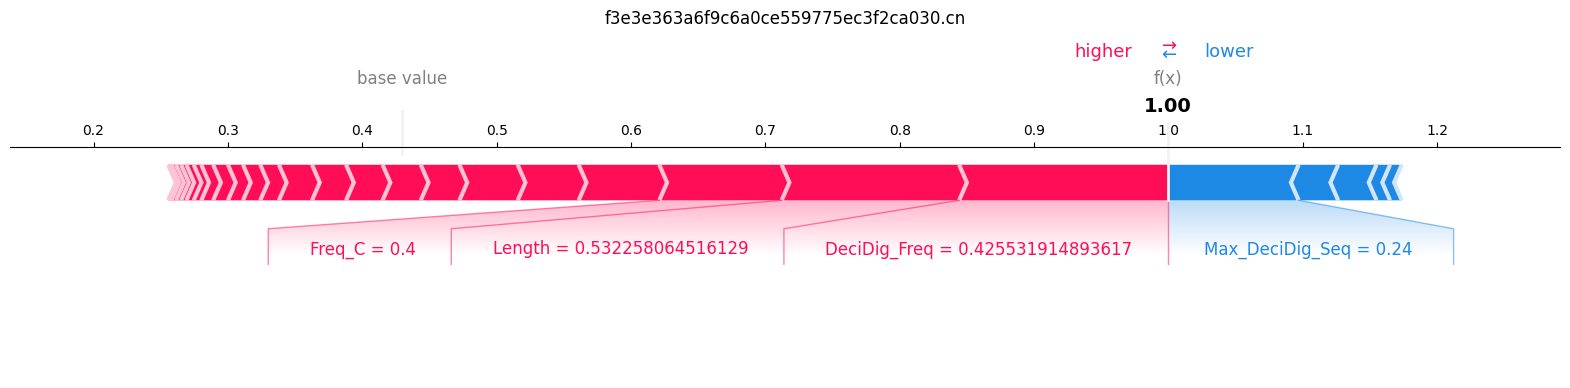 f3e3e363a6f9c6a0ce559775ec3f2ca030.cn
higher → ← lower
base value f(x)
1.00
0.2 0.3 0.4 0.5 0.6 0.7 0.8 0.9 1.0 1.1 1.2
Freq_C = 0.4 Length = 0.532258064516129 DeciDig_Freq = 0.425531914893617 Max_DeciDig_Seq = 0.24